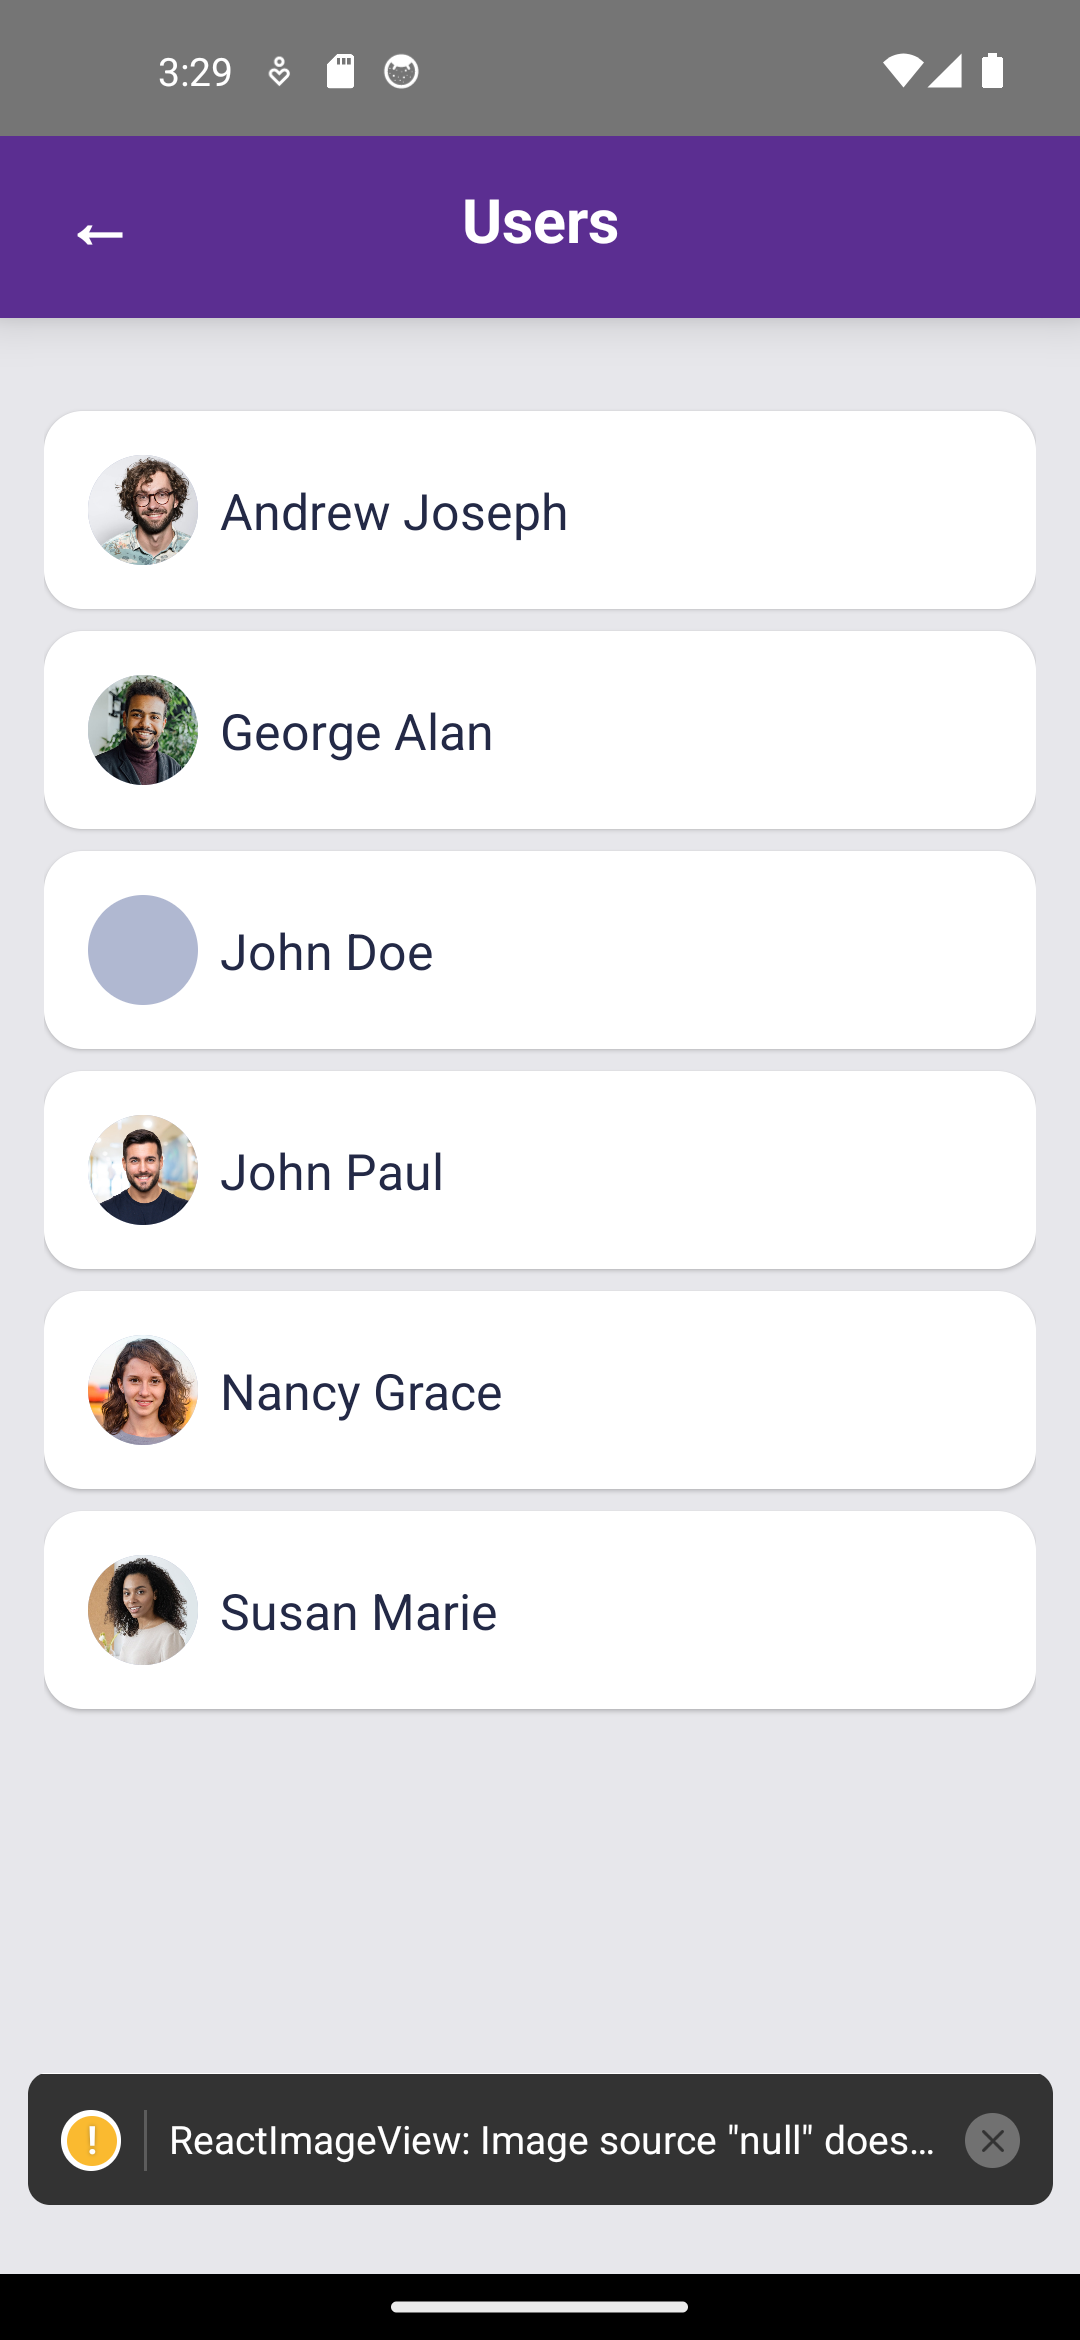 3:29
Users
Andrew Joseph
George Alan
John Doe
John Paul
Nancy Grace
Susan Marie
ReactImageView: Image source "null" does...